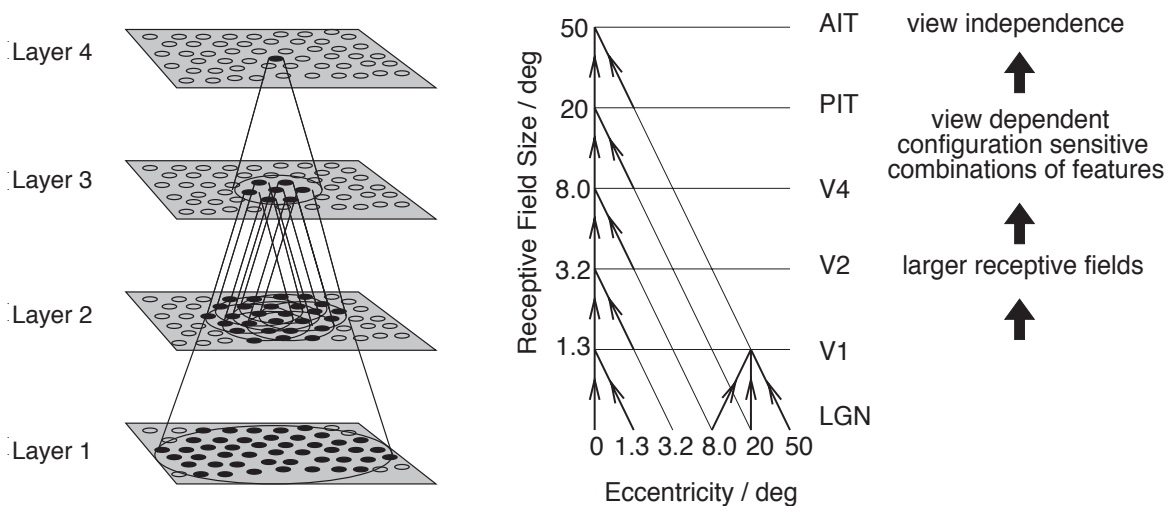 Layer 4
Layer 3
Layer 2
Layer 1
Receptive Field Size / deg
50
20
8.0
3.2
1.3
0 1.3 3.2 8.0 20 50
Eccentricity / deg
AIT
PIT
V4
V2
V1
LGN
view independence
view dependent
configuration sensitive
combinations of features
larger receptive fields